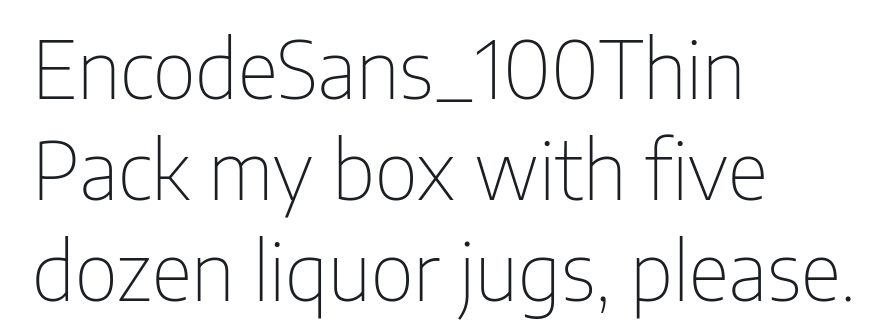 EncodeSans_100Thin
Pack my box with five
dozen liquor jugs, please.